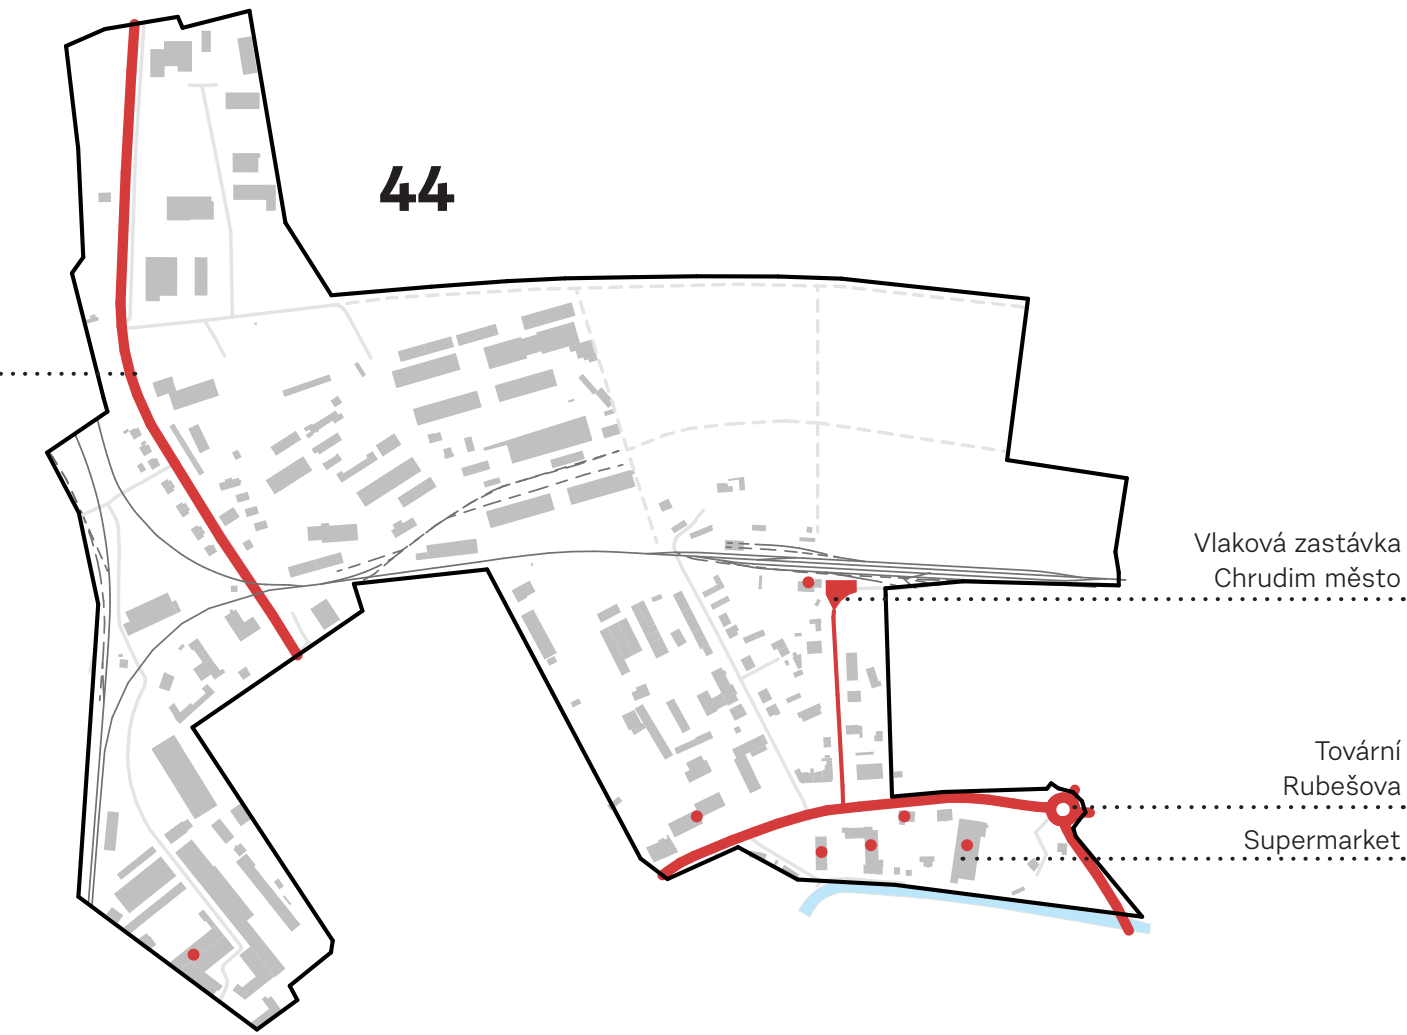 44
Vlaková zastávka
Chrudim město
Tovární
Rubešova
Supermarket